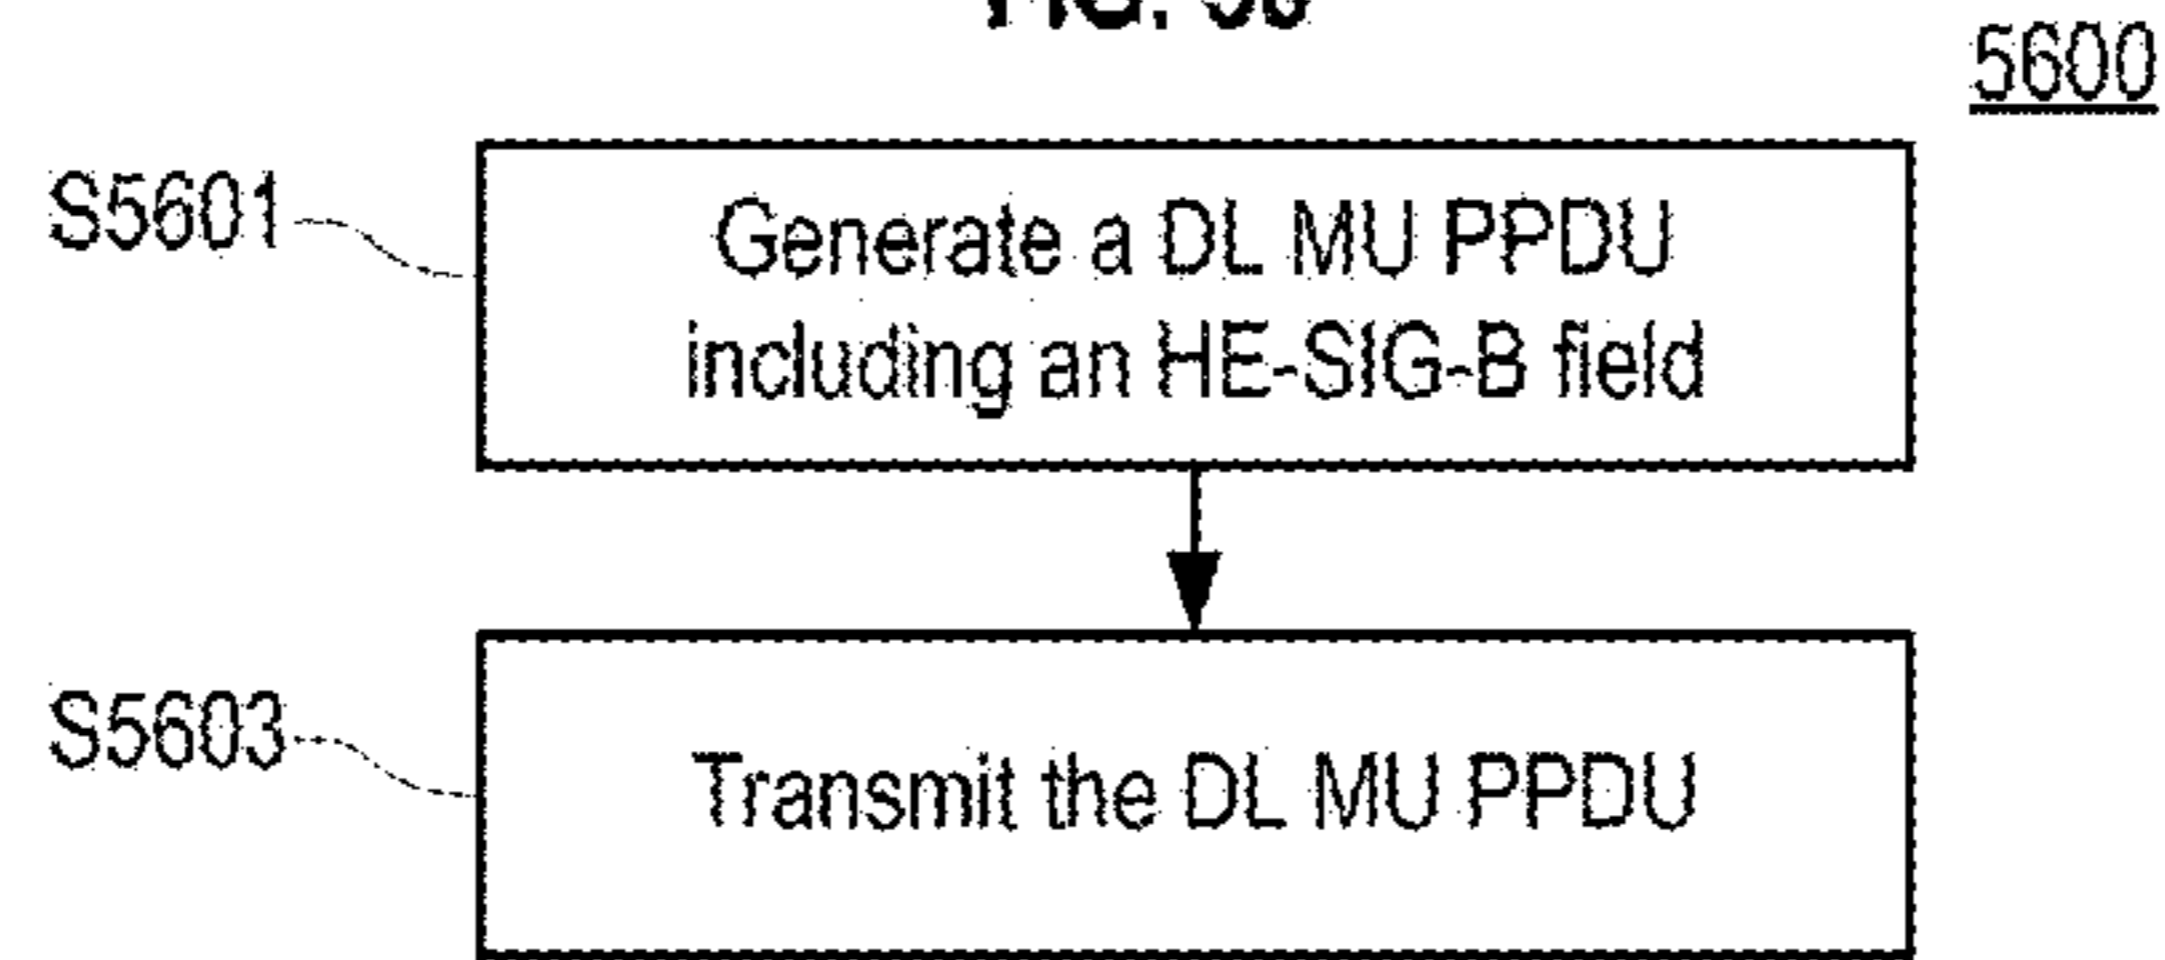 5600
S5601
Generate a DL MU PPDU
including an HE-SIG-B field
S5603
Transmit the DL MU PPDU